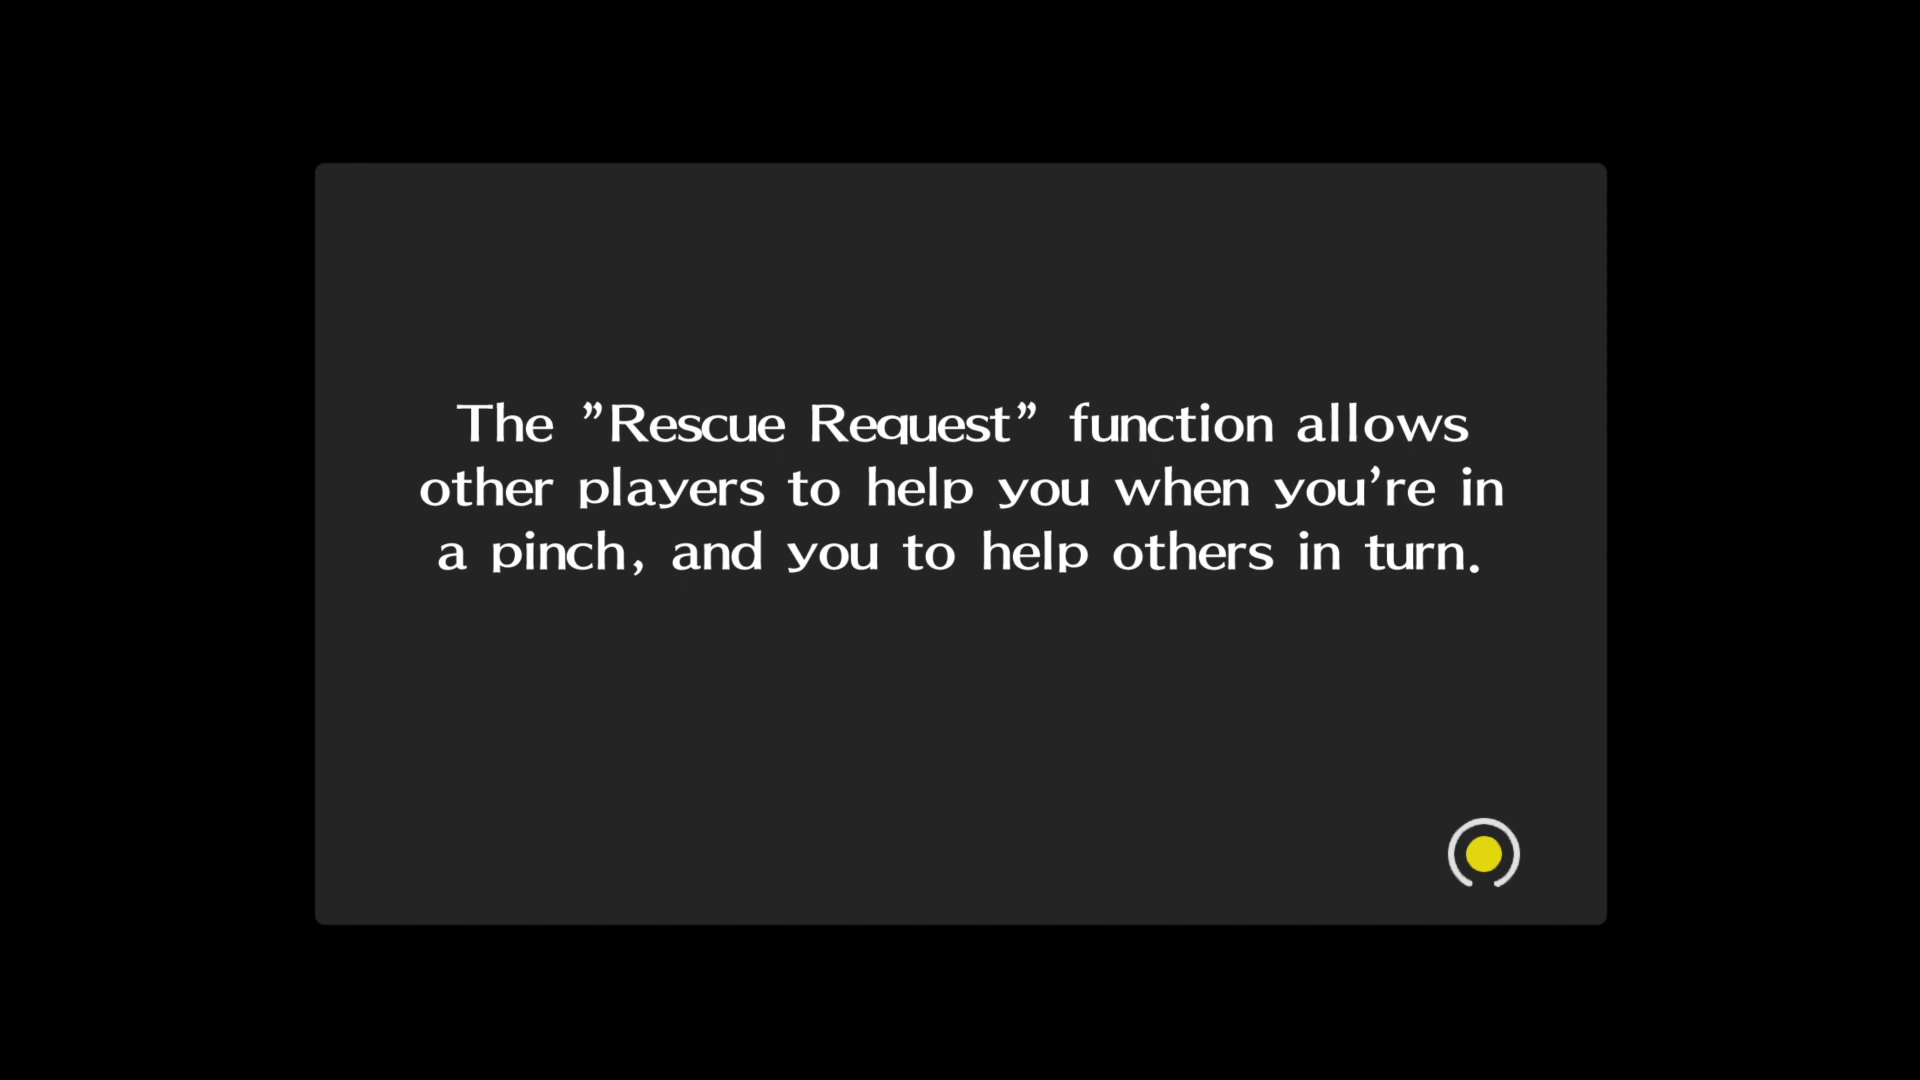 The ”Rescue Request” function allows
other players to help you when you’re in
a pinch, and you to help others in turn.